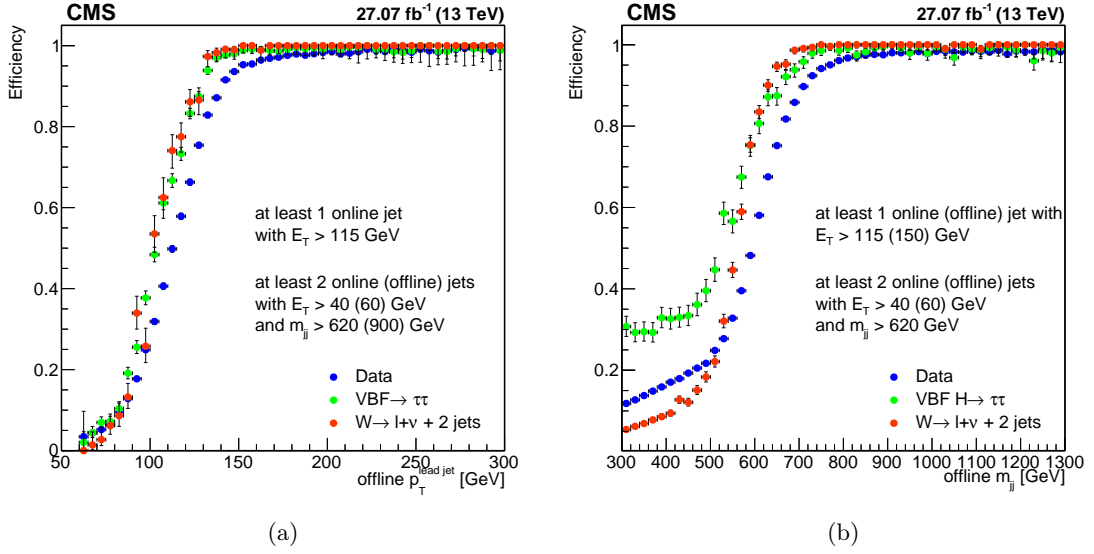 CMS 27.07 fb⁻¹ (13 TeV)
Efficiency
1
0.8
0.6
0.4
0.2
0
at least 1 online jet
with E_T > 115 GeV
at least 2 online (offline) jets
with E_T > 40 (60) GeV
and m_jj > 620 (900) GeV
Data
VBF→ ττ
W→ l+ν + 2 jets
50 100 150 200 250 300
offline p_T^lead jet [GeV]
(a)
CMS 27.07 fb⁻¹ (13 TeV)
Efficiency
1
0.8
0.6
0.4
0.2
0
at least 1 online (offline) jet with
E_T > 115 (150) GeV
at least 2 online (offline) jets
with E_T > 40 (60) GeV
and m_jj > 620 GeV
Data
VBF H→ ττ
W→ l+ν + 2 jets
300 400 500 600 700 800 900 1000 1100 1200 1300
offline m_jj [GeV]
(b)